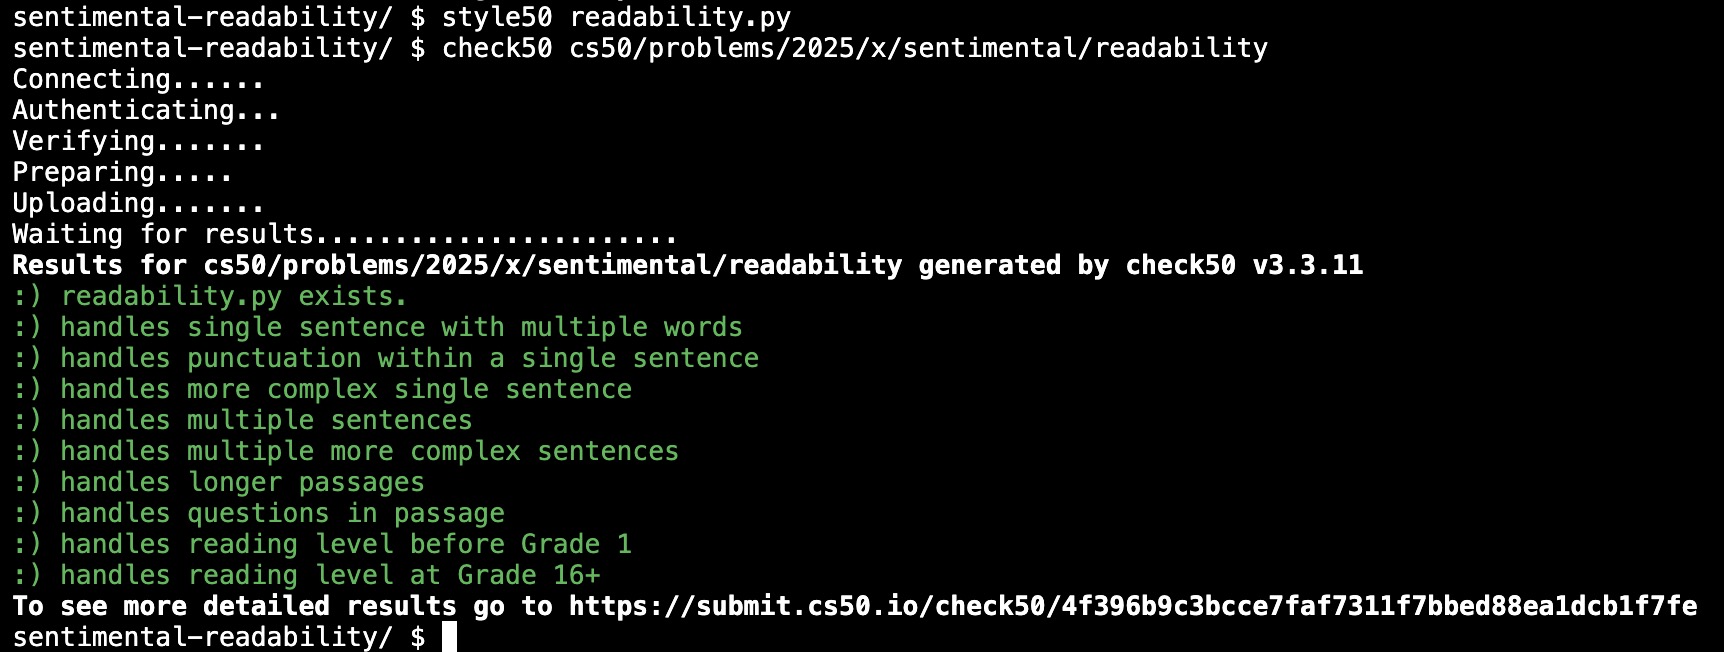 sentimental-readability/ $ style50 readability.py
sentimental-readability/ $ check50 cs50/problems/2025/x/sentimental/readability
Connecting......
Authenticating...
Verifying.......
Preparing.....
Uploading.......
Waiting for results.......................
Results for cs50/problems/2025/x/sentimental/readability generated by check50 v3.3.11
:) readability.py exists.
:) handles single sentence with multiple words
:) handles punctuation within a single sentence
:) handles more complex single sentence
:) handles multiple sentences
:) handles multiple more complex sentences
:) handles longer passages
:) handles questions in passage
:) handles reading level before Grade 1
:) handles reading level at Grade 16+
To see more detailed results go to https://submit.cs50.io/check50/4f396b9c3bcce7faf7311f7bbed88ea1dcb1f7fe
sentimental-readability/ $